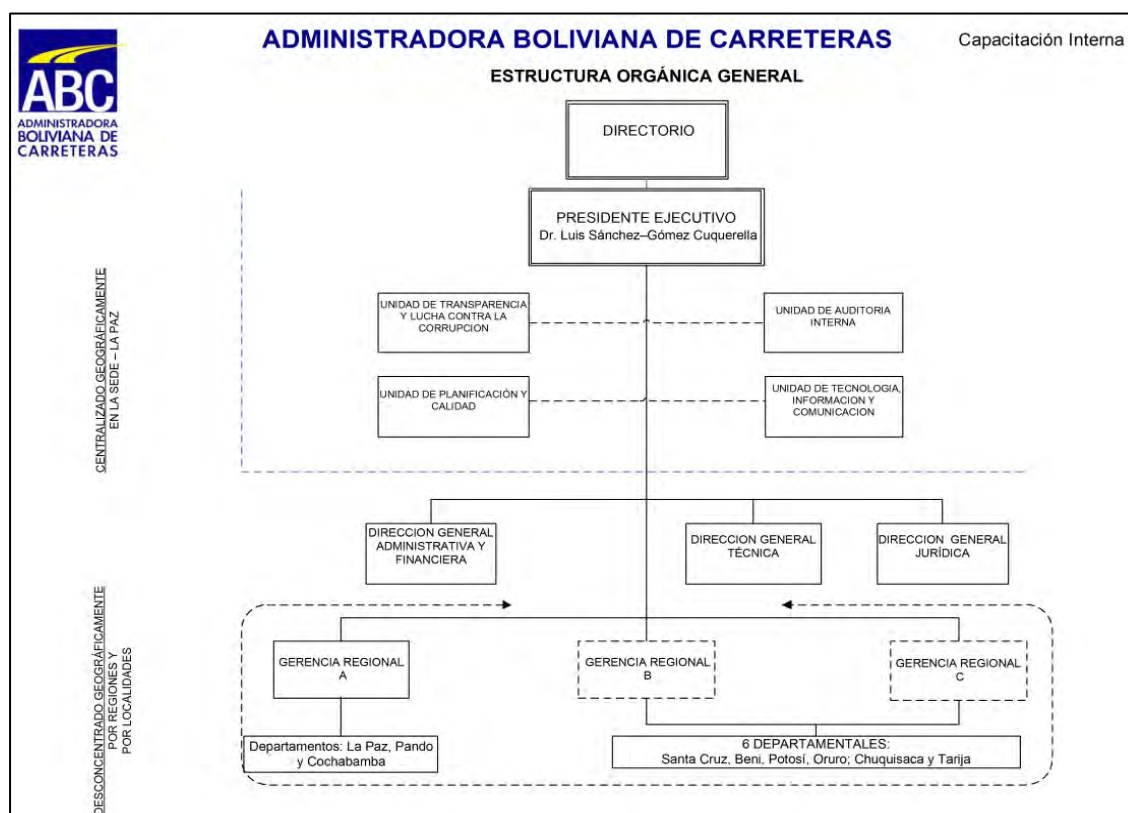 ADMINISTRADORA BOLIVIANA DE CARRETERAS
Capacitación Interna
ESTRUCTURA ORGÁNICA GENERAL
ABC
ADMINISTRADORA
BOLIVIANA DE
CARRETERAS
DIRECTORIO
PRESIDENTE EJECUTIVO
Dr. Luis Sánchez–Gómez Cuquerella
CENTRALIZADO GEOGRÁFICAMENTE
EN LA SEDE – LA PAZ
UNIDAD DE TRANSPARENCIA
Y LUCHA CONTRA LA
CORRUPCION
UNIDAD DE AUDITORIA
INTERNA
UNIDAD DE PLANIFICACIÓN Y
CALIDAD
UNIDAD DE TECNOLOGIA,
INFORMACION Y
COMUNICACION
DIRECCION GENERAL
ADMINISTRATIVA Y
FINANCIERA
DIRECCION GENERAL
TÉCNICA
DIRECCION GENERAL
JURÍDICA
DESCONCENTRADO GEOGRÁFICAMENTE
POR REGIONES Y
POR LOCALIDADES
GERENCIA REGIONAL
A
GERENCIA REGIONAL
B
GERENCIA REGIONAL
C
Departamentos: La Paz, Pando
y Cochabamba
6 DEPARTAMENTALES:
Santa Cruz, Beni, Potosí, Oruro; Chuquisaca y Tarija